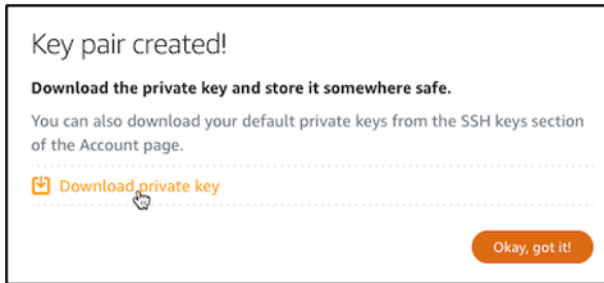 Key pair created!
Download the private key and store it somewhere safe.
You can also download your default private keys from the SSH keys section
of the Account page.
Download private key
Okay, got it!